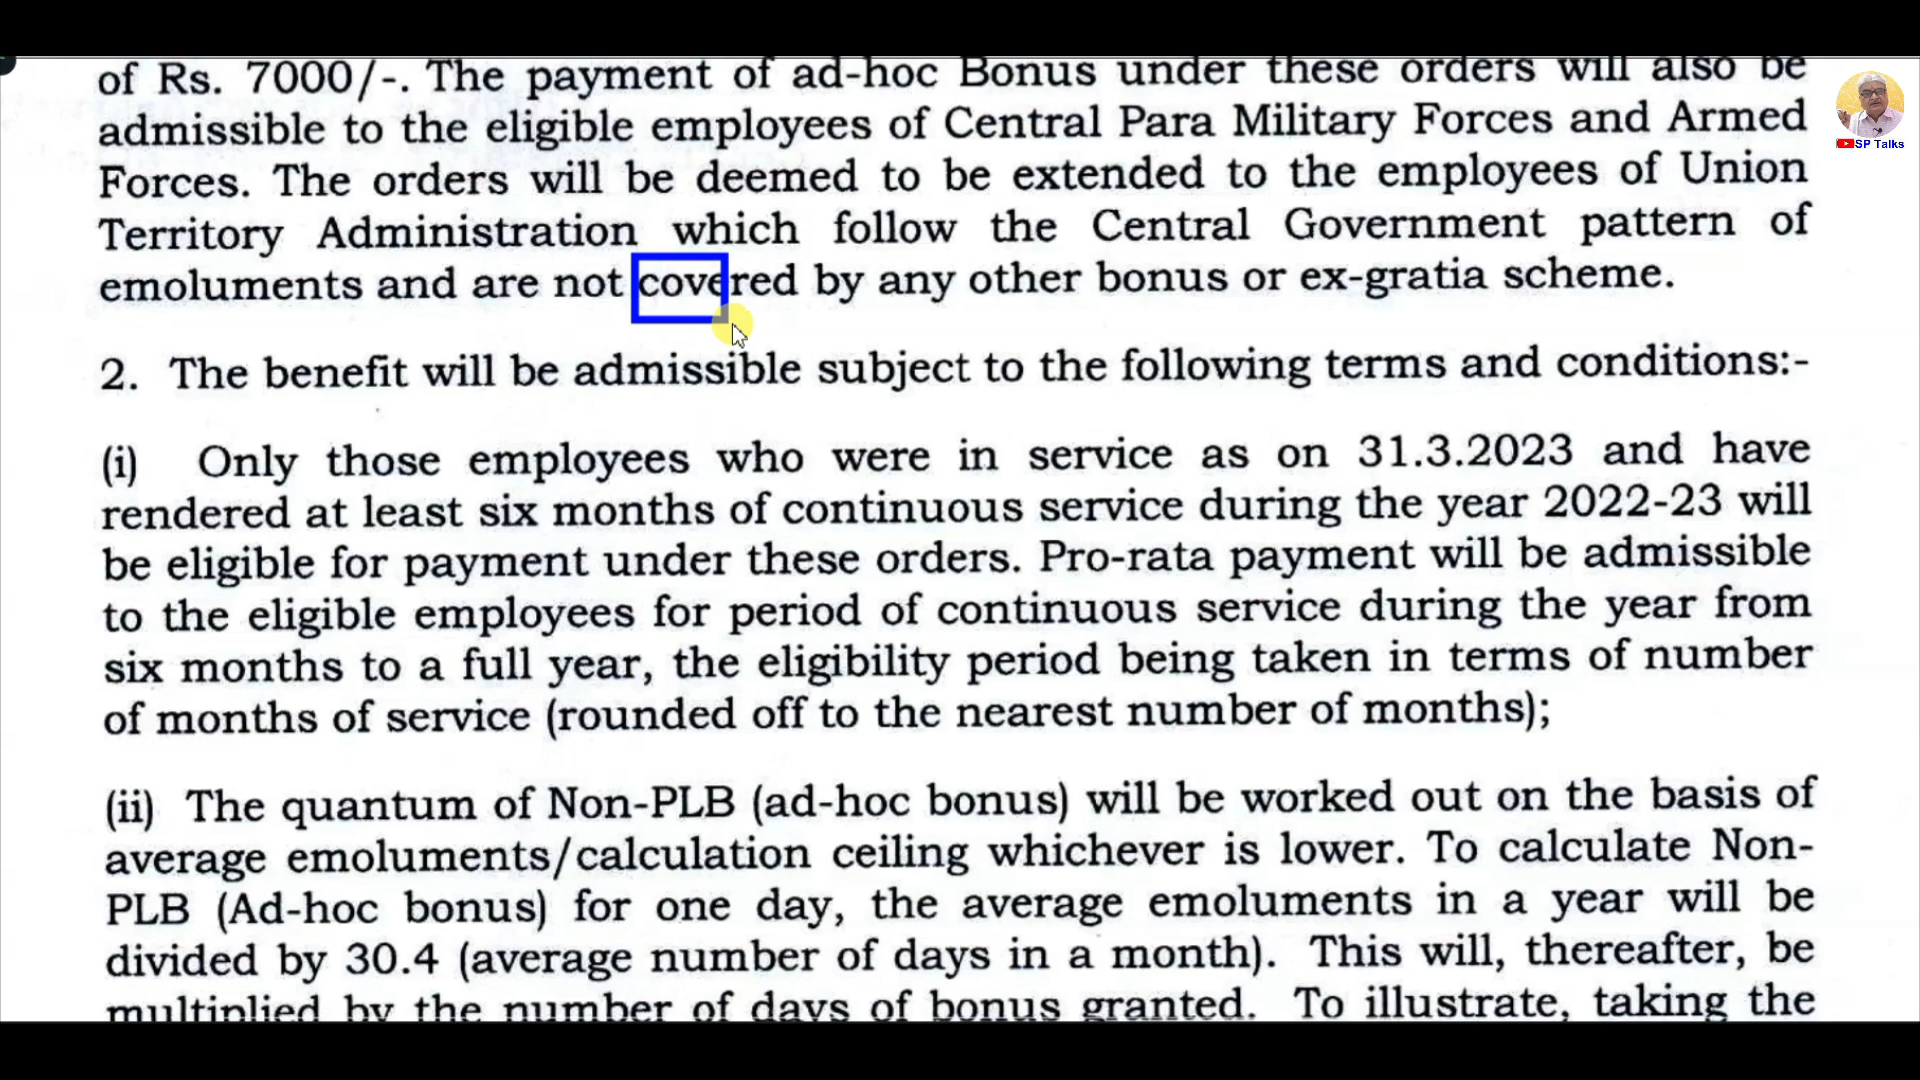 of Rs. 7000/-. The payment of ad-hoc Bonus under these orders will also be
admissible to the eligible employees of Central Para Military Forces and Armed
Forces. The orders will be deemed to be extended to the employees of Union
Territory Administration which follow the Central Government pattern of
emoluments and are not covered by any other bonus or ex-gratia scheme.
2. The benefit will be admissible subject to the following terms and conditions:-
(i) Only those employees who were in service as on 31.3.2023 and have
rendered at least six months of continuous service during the year 2022-23 will
be eligible for payment under these orders. Pro-rata payment will be admissible
to the eligible employees for period of continuous service during the year from
six months to a full year, the eligibility period being taken in terms of number
of months of service (rounded off to the nearest number of months);
(ii) The quantum of Non-PLB (ad-hoc bonus) will be worked out on the basis of
average emoluments/calculation ceiling whichever is lower. To calculate Non-
PLB (Ad-hoc bonus) for one day, the average emoluments in a year will be
divided by 30.4 (average number of days in a month). This will, thereafter, be
multiplied by the number of days of bonus granted. To illustrate, taking the
SP Talks